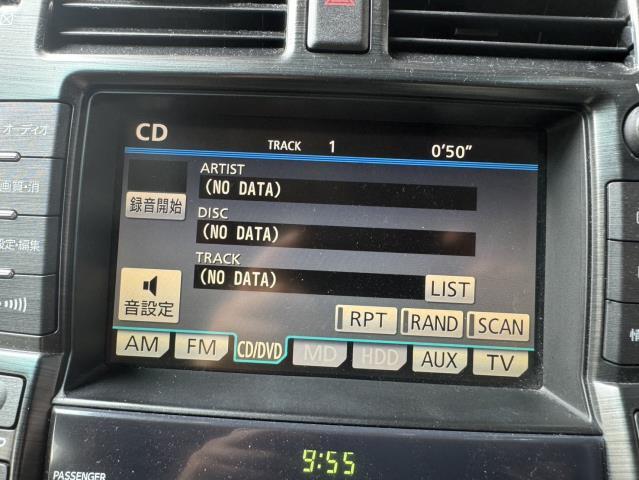 オーディオ
画質・消
設定・編集
CD
TRACK 1 0'50"
ARTIST
(NO DATA)
録音開始
DISC
(NO DATA)
TRACK
(NO DATA)
LIST
音設定
RPT RAND SCAN
AM FM CD/DVD MD HDD AUX TV
9:55
PASSENGER